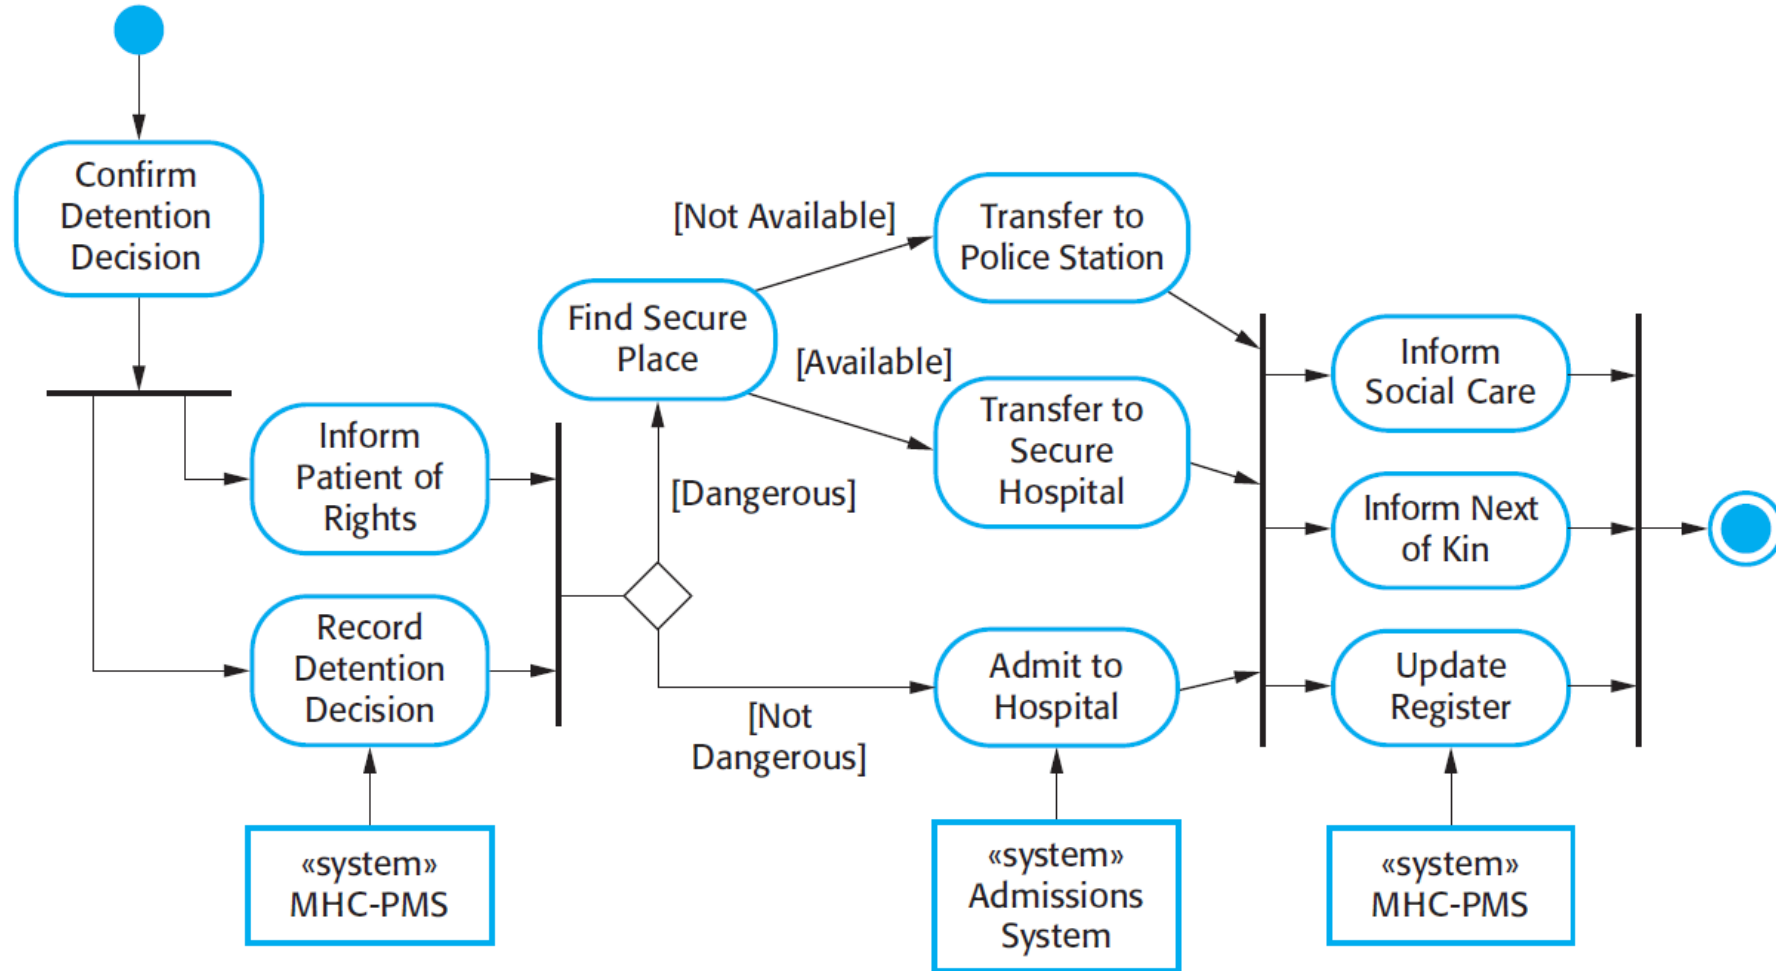 Confirm
Detention
Decision
Inform
Patient of
Rights
Record
Detention
Decision
«system»
MHC-PMS
Find Secure
Place
[Not Available]
[Available]
[Dangerous]
[Not
Dangerous]
Transfer to
Police Station
Transfer to
Secure
Hospital
Admit to
Hospital
«system»
Admissions
System
Inform
Social Care
Inform Next
of Kin
Update
Register
«system»
MHC-PMS